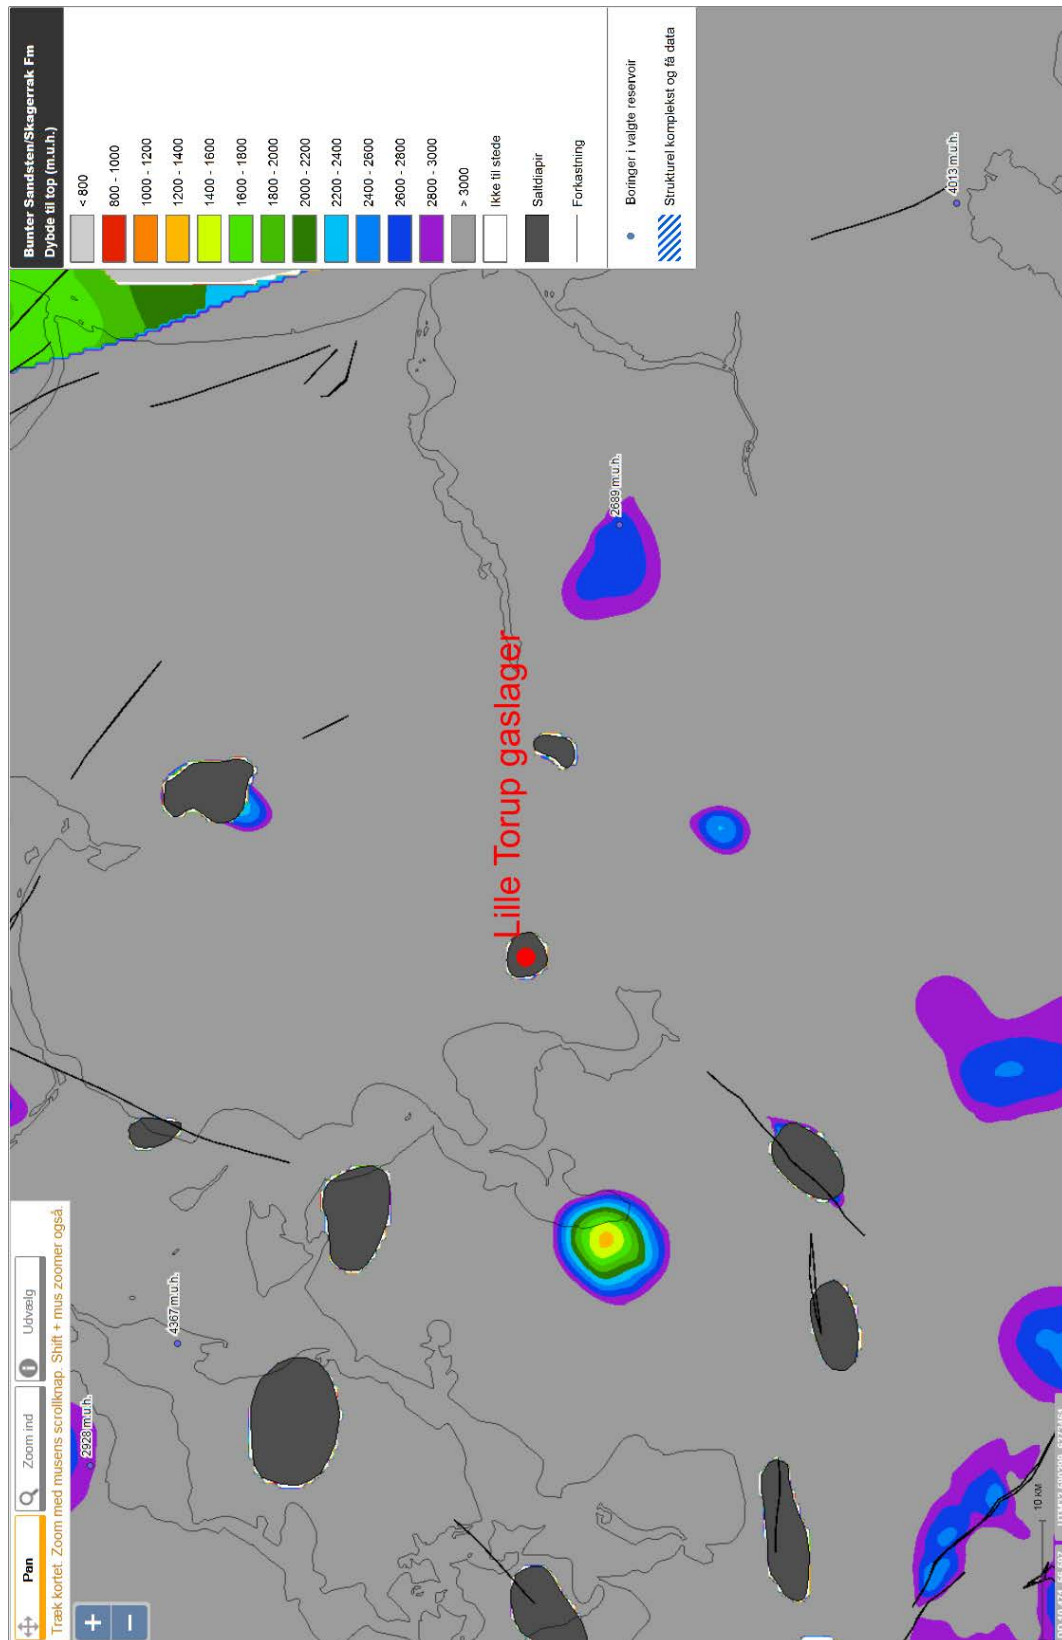 Pan
Zoom ind
Udvælg
Træk kortet. Zoom med musens scrollknap. Shift + mus zoomer også.
+
−
Bunter Sandsten/Skagerrak Fm
Dybde til top (m.u.h.)
< 800
800 - 1000
1000 - 1200
1200 - 1400
1400 - 1600
1600 - 1800
1800 - 2000
2000 - 2200
2200 - 2400
2400 - 2600
2600 - 2800
2800 - 3000
> 3000
Ikke til stede
Saltdiapir
Forkastning
Boringer i valgte reservoir
Strukturel komplekst og få data
2928 m.u.h.
4367 m.u.h.
Lille Torup gaslager
2689 m.u.h.
4013 m.u.h.
10 KM